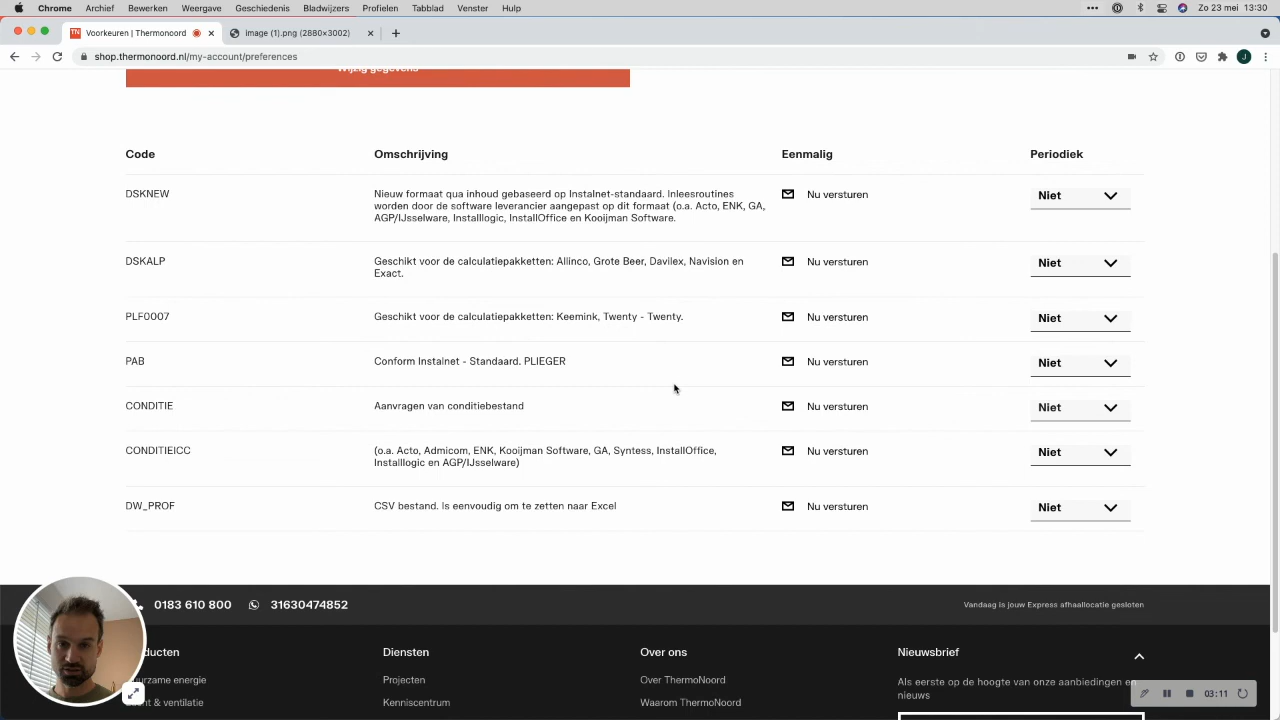 Chrome Archief Bewerken Weergave Geschiedenis Bladwijzers Profielen Tabblad Venster Hulp Zo 23 mei 13:30
Voorkeuren | Thermonoord
image (1).png (2880×3002)
shop.thermonoord.nl/my-account/preferences
Wijzig gegevens
Code Omschrijving Eenmalig Periodiek
DSKNEW
Nieuw formaat qua inhoud gebaseerd op Instalnet-standaard. Inleesroutines
worden door de software leverancier aangepast op dit formaat (o.a. Acto, ENK, GA,
AGP/IJsselware, Installogic, InstallOffice en Kooijman Software.
Nu versturen
Niet
DSKALP
Geschikt voor de calculatiepakketten: Allinco, Grote Beer, Davilex, Navision en
Exact.
Nu versturen
Niet
PLF0007
Geschikt voor de calculatiepakketten: Keemink, Twenty - Twenty.
Nu versturen
Niet
PAB
Conform Instalnet - Standaard. PLIEGER
Nu versturen
Niet
CONDITIE
Aanvragen van conditiebestand
Nu versturen
Niet
CONDITIEICC
(o.a. Acto, Admicom, ENK, Kooijman Software, GA, Syntess, InstallOffice,
Installlogic en AGP/IJsselware)
Nu versturen
Niet
DW_PROF
CSV bestand. Is eenvoudig om te zetten naar Excel
Nu versturen
Niet
0183 610 800 31630474852
Vandaag is jouw Express afhaallocatie gesloten
Diensten
Over ons
Nieuwsbrief
energie
Projecten
Over ThermoNoord
Als eerste op de hoogte van onze aanbiedingen en
nieuws
& ventilatie
Kenniscentrum
Waarom ThermoNoord
03:11